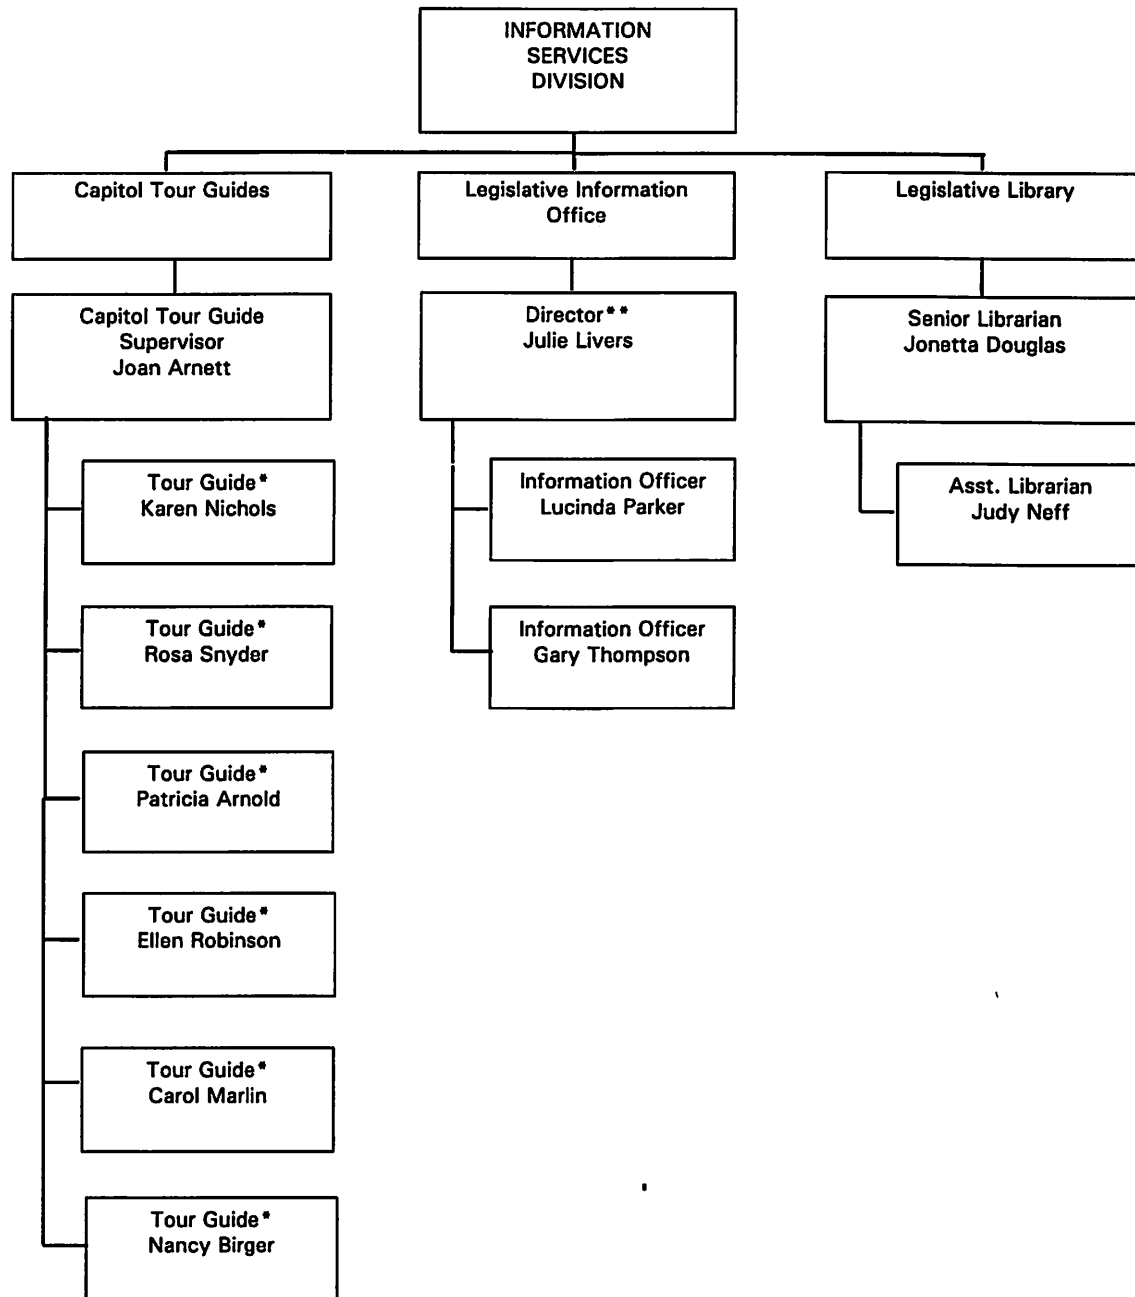 INFORMATION
SERVICES
DIVISION
Capitol Tour Guides
Legislative Information
Office
Legislative Library
Capitol Tour Guide
Supervisor
Joan Arnett
Director**
Julie Livers
Senior Librarian
Jonetta Douglas
Tour Guide*
Karen Nichols
Information Officer
Lucinda Parker
Asst. Librarian
Judy Neff
Tour Guide*
Rosa Snyder
Information Officer
Gary Thompson
Tour Guide*
Patricia Arnold
Tour Guide*
Ellen Robinson
Tour Guide*
Carol Marlin
Tour Guide*
Nancy Birger